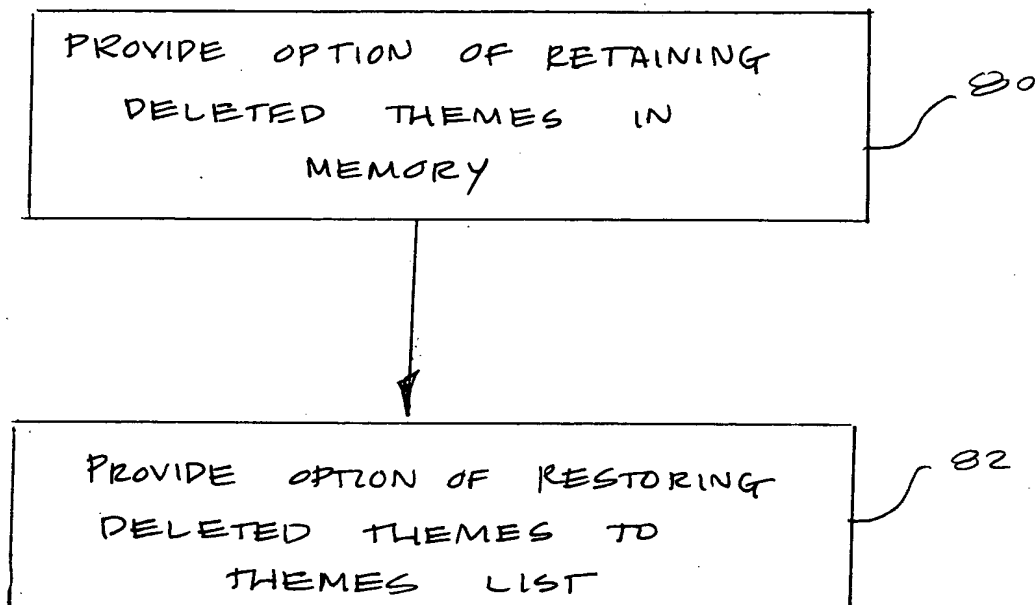 PROVIDE OPTION OF RETAINING
DELETED THEMES IN
MEMORY
80
PROVIDE OPTION OF RESTORING
DELETED THEMES TO
THEMES LIST
82